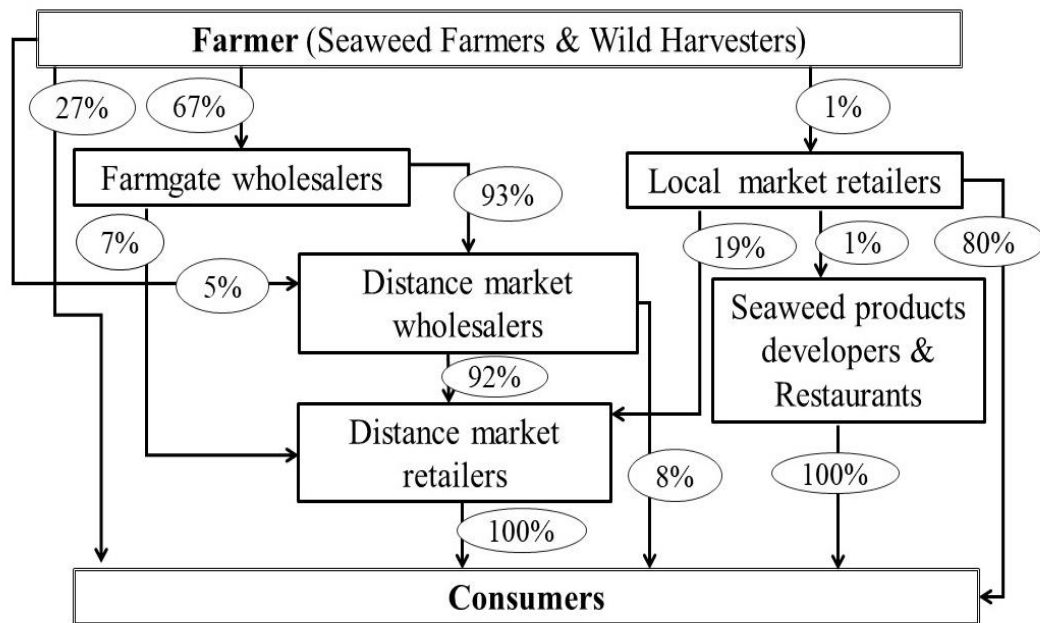 Farmer (Seaweed Farmers & Wild Harvesters)
27%
67%
1%
Farmgate wholesalers
Local market retailers
93%
7%
19%
1%
80%
5%
Distance market
wholesalers
Seaweed products
developers &
Restaurants
92%
Distance market
retailers
8%
100%
100%
Consumers